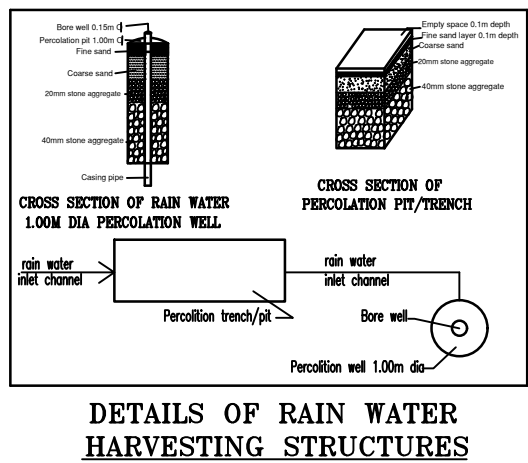 Bore well 0.15m
Percolation pit 1.00m
Fine sand
Coarse sand
20mm stone aggregate
40mm stone aggregate
Casing pipe
CROSS SECTION OF RAIN WATER
1.00M DIA PERCOLATION WELL
Empty space 0.1m depth
Fine sand layer 0.1m depth
Coarse sand
20mm stone aggregate
40mm stone aggregate
CROSS SECTION OF
PERCOLATION PIT/TRENCH
rain water
inlet channel
Percolition trench/pit
rain water
inlet channel
Bore well
Percolition well 1.00m dia
DETAILS OF RAIN WATER
HARVESTING STRUCTURES